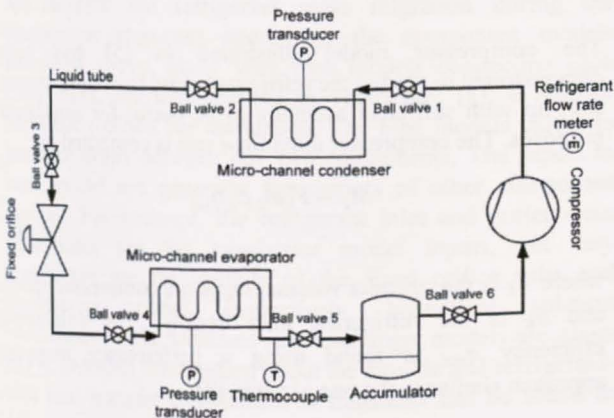 Pressure
transducer
P
Liquid tube
Ball valve 2
Ball valve 1
Refrigerant
flow rate
meter
ṁ
Ball valve 3
Micro-channel condenser
Compressor
Fixed orifice
Micro-channel evaporator
Ball valve 4
Ball valve 5
Ball valve 6
P
T
Pressure
transducer
Thermocouple
Accumulator